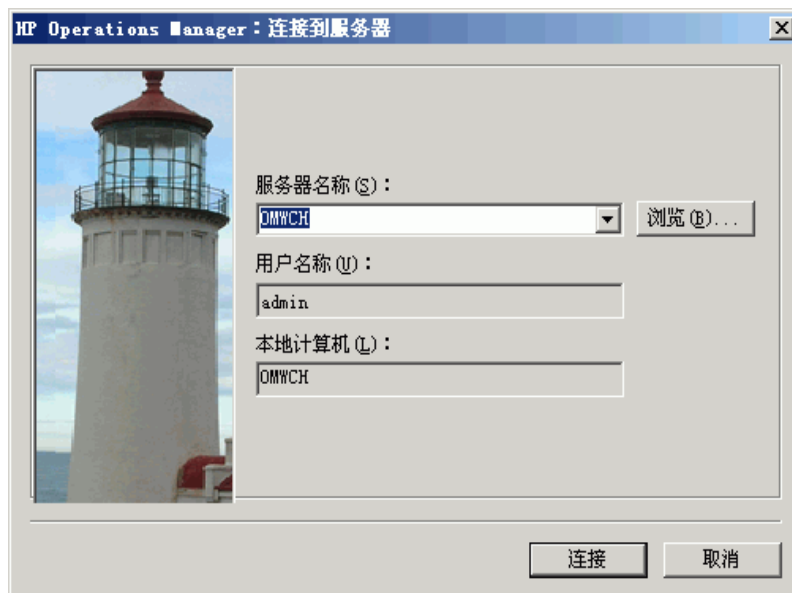 HP Operations Manager：连接到服务器
服务器名称(S)：
OMWCH
浏览(B)...
用户名称(U)：
admin
本地计算机(L)：
OMWCH
连接
取消